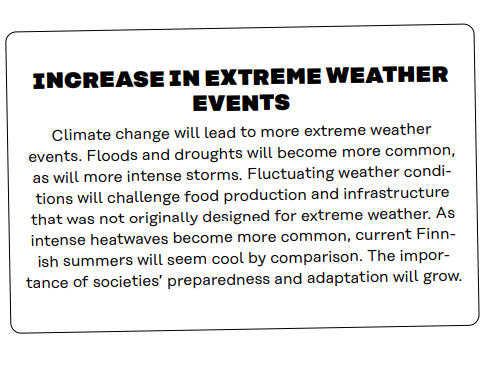 INCREASE IN EXTREME WEATHER
EVENTS
Climate change will lead to more extreme weather
events. Floods and droughts will become more common,
as will more intense storms. Fluctuating weather condi-
tions will challenge food production and infrastructure
that was not originally designed for extreme weather. As
intense heatwaves become more common, current Finn-
ish summers will seem cool by comparison. The impor-
tance of societies’ preparedness and adaptation will grow.